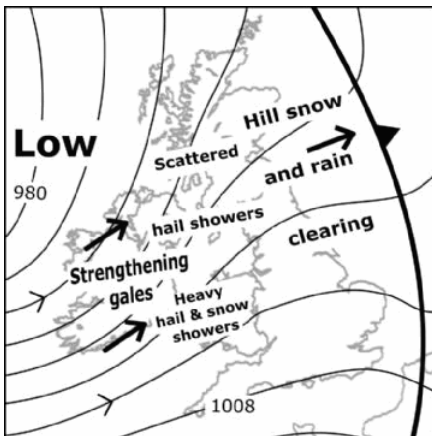 Hill snow
Low
Scattered
and rain
980
hail showers
clearing
Strengthening
gales
Heavy
hail & snow
showers
1008